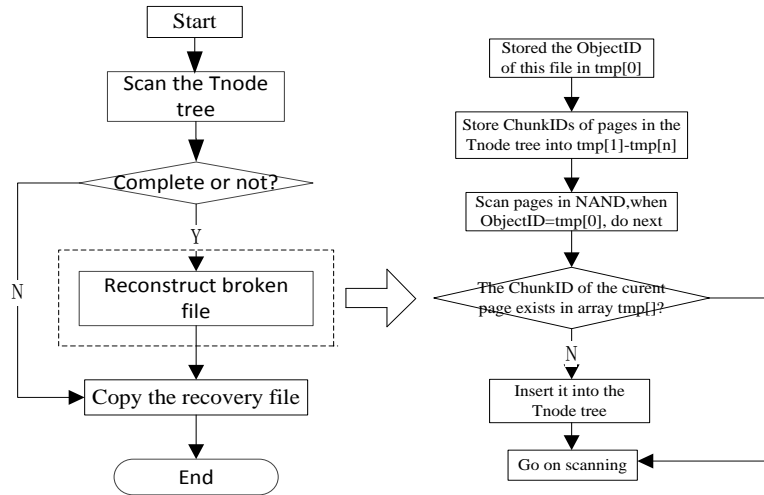 Start
Scan the Tnode
tree
Complete or not?
Y
N
Reconstruct broken
file
Copy the recovery file
End
Stored the ObjectID
of this file in tmp[0]
Store ChunkIDs of pages in the
Tnode tree into tmp[1]-tmp[n]
Scan pages in NAND,when
ObjectID=tmp[0], do next
The ChunkID of the curent
page exists in array tmp[]?
N
Insert it into the
Tnode tree
Go on scanning